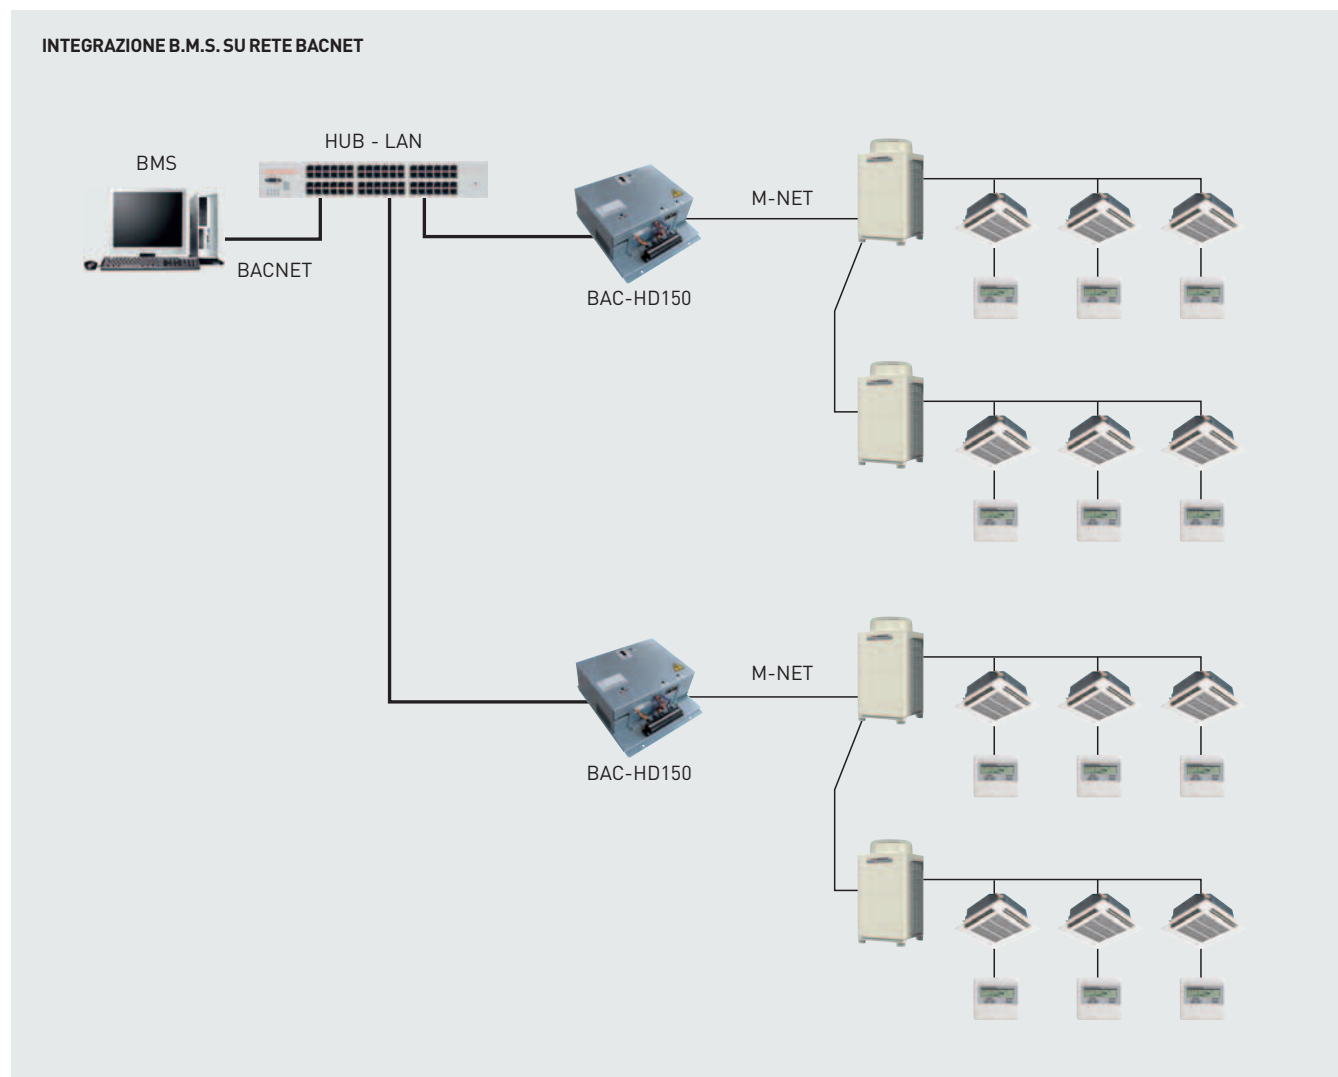 INTEGRAZIONE B.M.S. SU RETE BACNET
HUB - LAN
BMS
BACNET
M-NET
BAC-HD150
M-NET
BAC-HD150